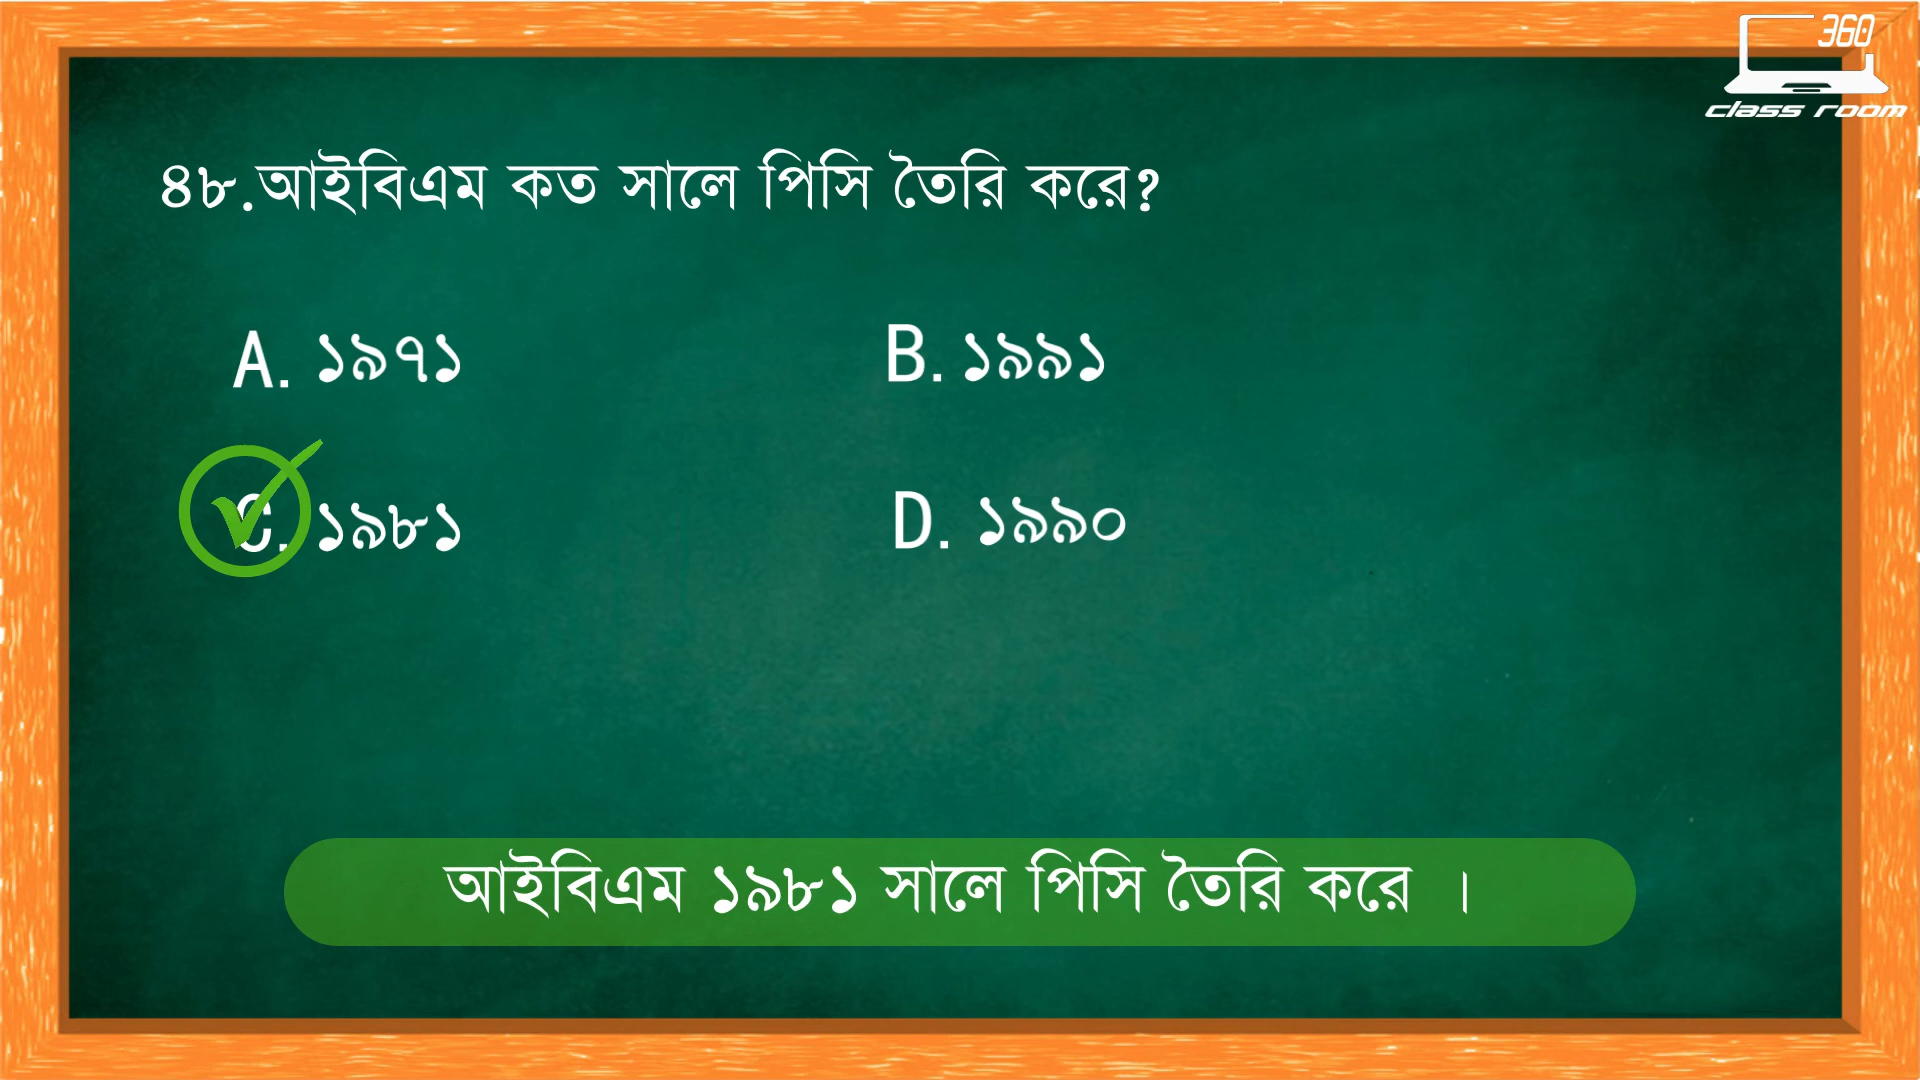 360
class room
৪৮.আইবিএম কত সালে পিসি তৈরি করে?
A. ১৯৭১
B. ১৯৯১
C. ১৯৮১
D. ১৯৯০
আইবিএম ১৯৮১ সালে পিসি তৈরি করে ।